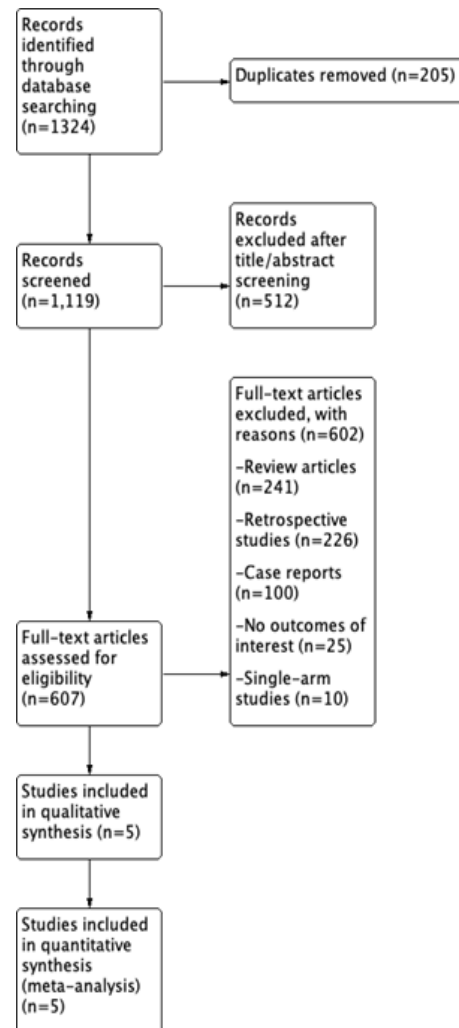 Records
identified
through
database
searching
(n=1324)
Duplicates removed (n=205)
Records
screened
(n=1,119)
Records
excluded after
title/abstract
screening
(n=512)
Full-text articles
excluded, with
reasons (n=602)
-Review articles
(n=241)
-Retrospective
studies (n=226)
-Case reports
(n=100)
-No outcomes of
interest (n=25)
-Single-arm
studies (n=10)
Full-text articles
assessed for
eligibility
(n=607)
Studies included
in qualitative
synthesis (n=5)
Studies included
in quantitative
synthesis
(meta-analysis)
(n=5)